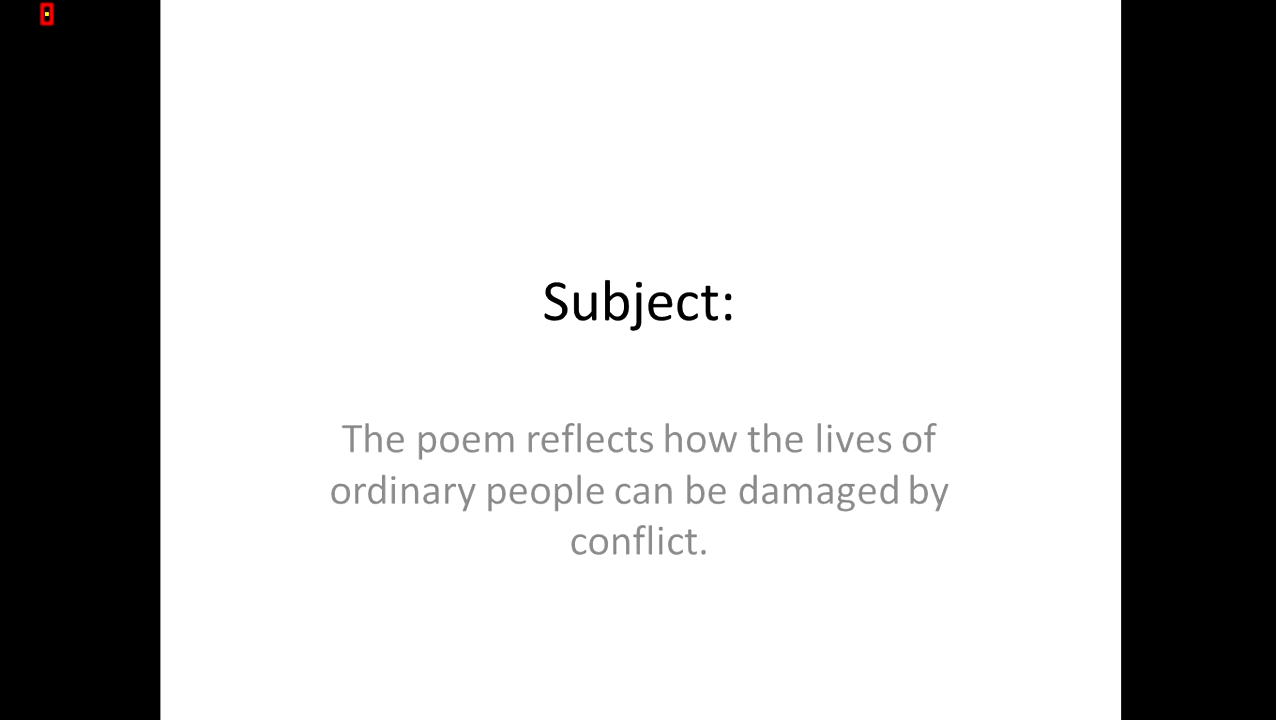 Subject:
The poem reflects how the lives of
ordinary people can be damaged by
conflict.